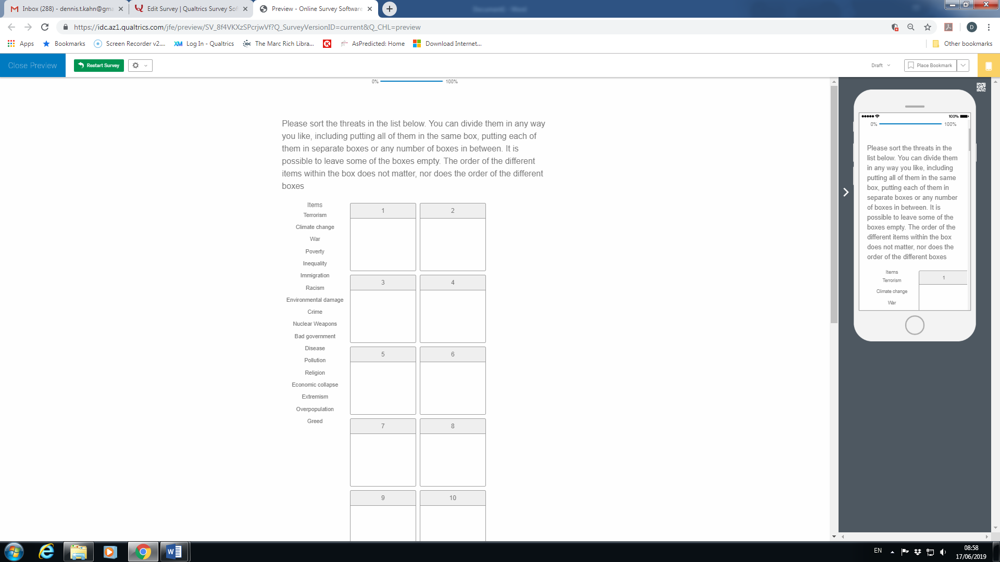 Inbox (288) - dennis.t.kahn@gma
Edit Survey | Qualtrics Survey Sof
Preview - Online Survey Software
https://idc.az1.qualtrics.com/jfe/preview/SV_8f4VKXzSPcrjwVf?Q_SurveyVersionID=current&Q_CHL=preview
D
Apps
Bookmarks
Screen Recorder v2....
XM Log In - Qualtrics
idc The Marc Rich Libra...
K
AsPredicted: Home
Download Internet...
Other bookmarks
Close Preview
Restart Survey
Draft
Place Bookmark
0% 100%
Please sort the threats in the list below. You can divide them in any way
you like, including putting all of them in the same box, putting each of
them in separate boxes or any number of boxes in between. It is
possible to leave some of the boxes empty. The order of the different
items within the box does not matter, nor does the order of the different
boxes
Items
Terrorism
Climate change
War
Poverty
Inequality
Immigration
Racism
Environmental damage
Crime
Nuclear Weapons
Bad government
Disease
Pollution
Religion
Economic collapse
Extremism
Overpopulation
Greed
1 2
3 4
5 6
7 8
9 10
100%
0% 100%
Please sort the threats in the
list below. You can divide them
in any way you like, including
putting all of them in the same
box, putting each of them in
separate boxes or any number
of boxes in between. It is
possible to leave some of the
boxes empty. The order of the
different items within the box
does not matter, nor does the
order of the different boxes
Items
Terrorism
Climate change
War
1
W
EN
08:58
17/06/2019